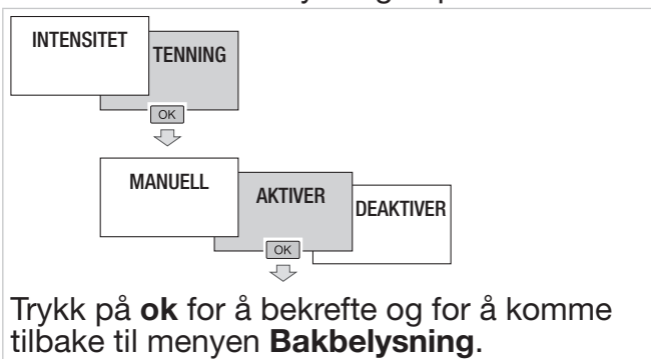 INTENSITET
TENNING
OK
MANUELL
AKTIVER
DEAKTIVER
OK
Trykk på ok for å bekrefte og for å komme
tilbake til menyen Bakbelysning.